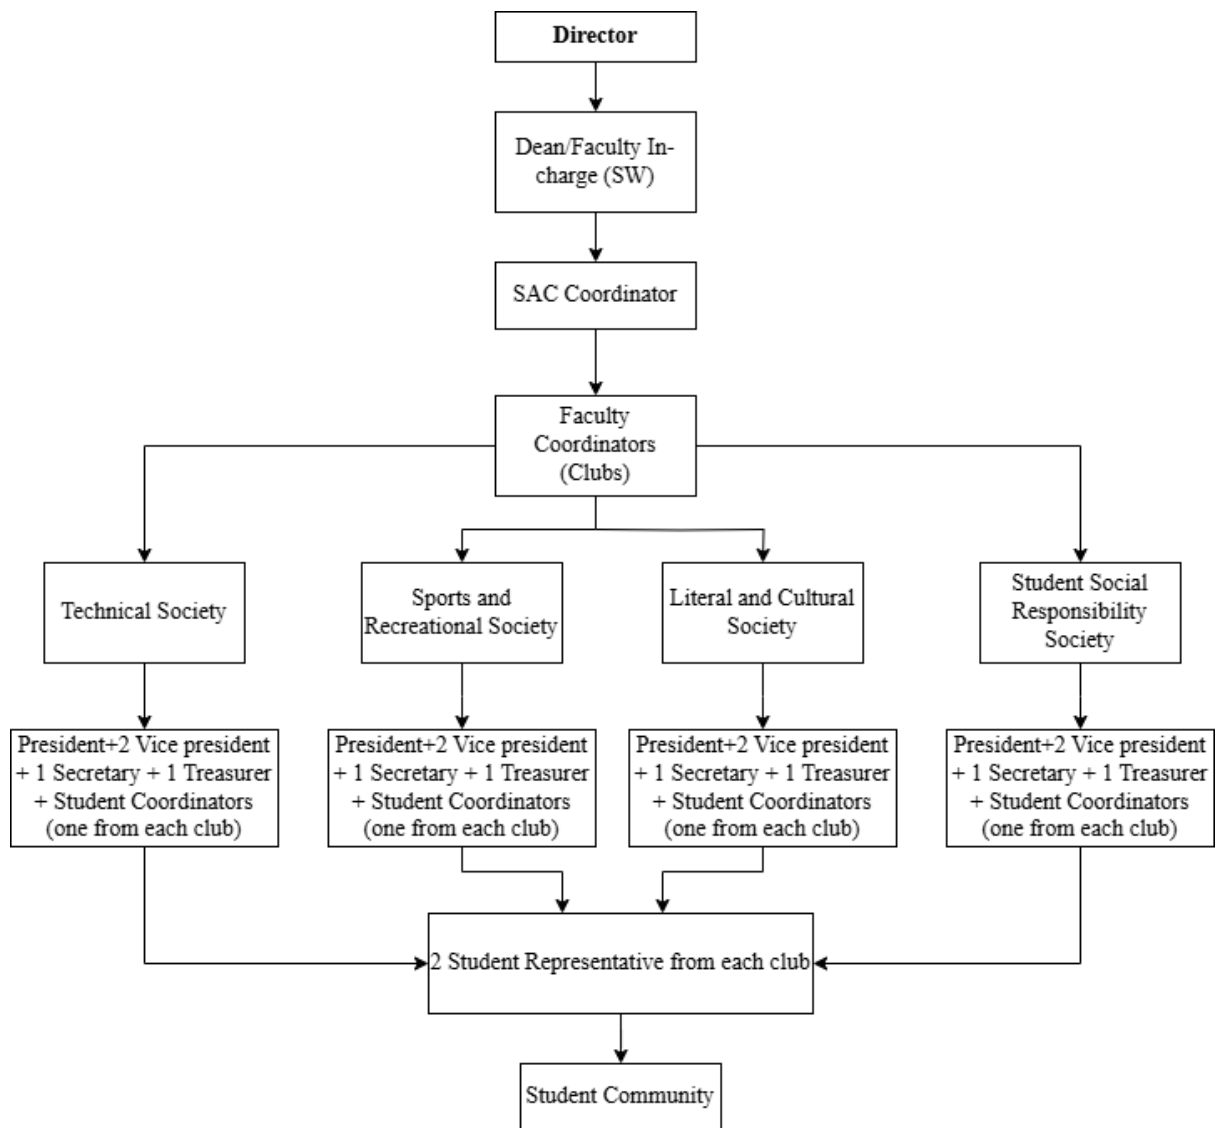 Director
Dean/Faculty In-
charge (SW)
SAC Coordinator
Faculty
Coordinators
(Clubs)
Technical Society
Sports and
Recreational Society
Literal and Cultural
Society
Student Social
Responsibility
Society
President+2 Vice president
+ 1 Secretary + 1 Treasurer
+ Student Coordinators
(one from each club)
President+2 Vice president
+ 1 Secretary + 1 Treasurer
+ Student Coordinators
(one from each club)
President+2 Vice president
+ 1 Secretary + 1 Treasurer
+ Student Coordinators
(one from each club)
President+2 Vice president
+ 1 Secretary + 1 Treasurer
+ Student Coordinators
(one from each club)
2 Student Representative from each club
Student Community